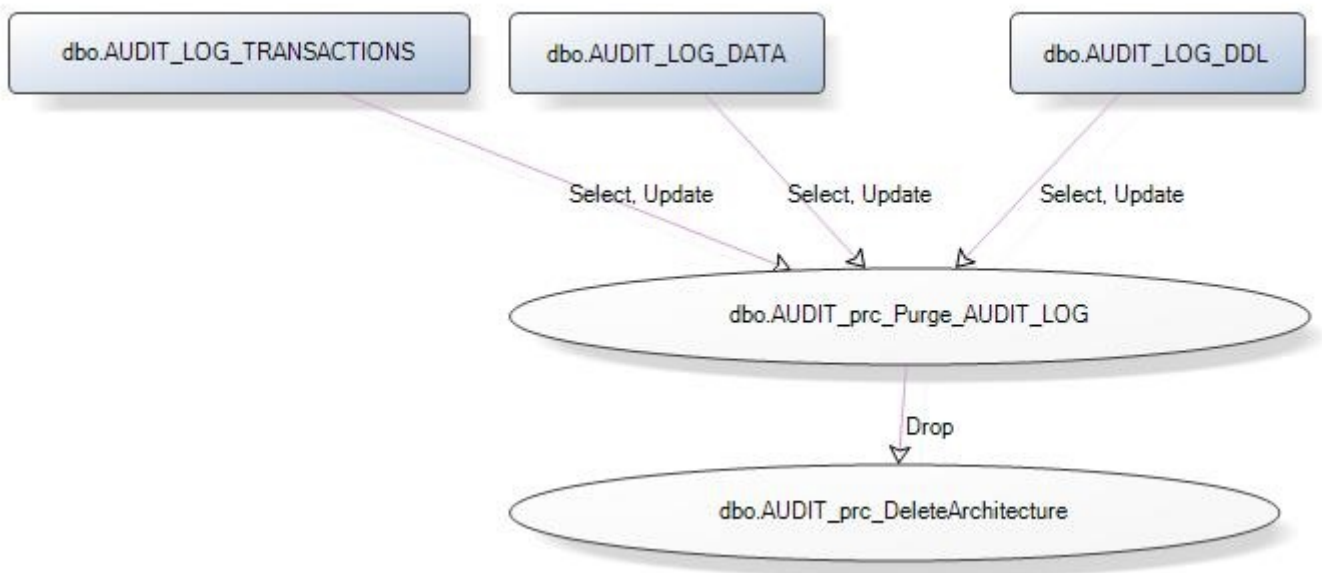 dbo.AUDIT_LOG_TRANSACTIONS
dbo.AUDIT_LOG_DATA
dbo.AUDIT_LOG_DDL
Select, Update
Select, Update
Select, Update
dbo.AUDIT_prc_Purge_AUDIT_LOG
Drop
dbo.AUDIT_prc_DeleteArchitecture